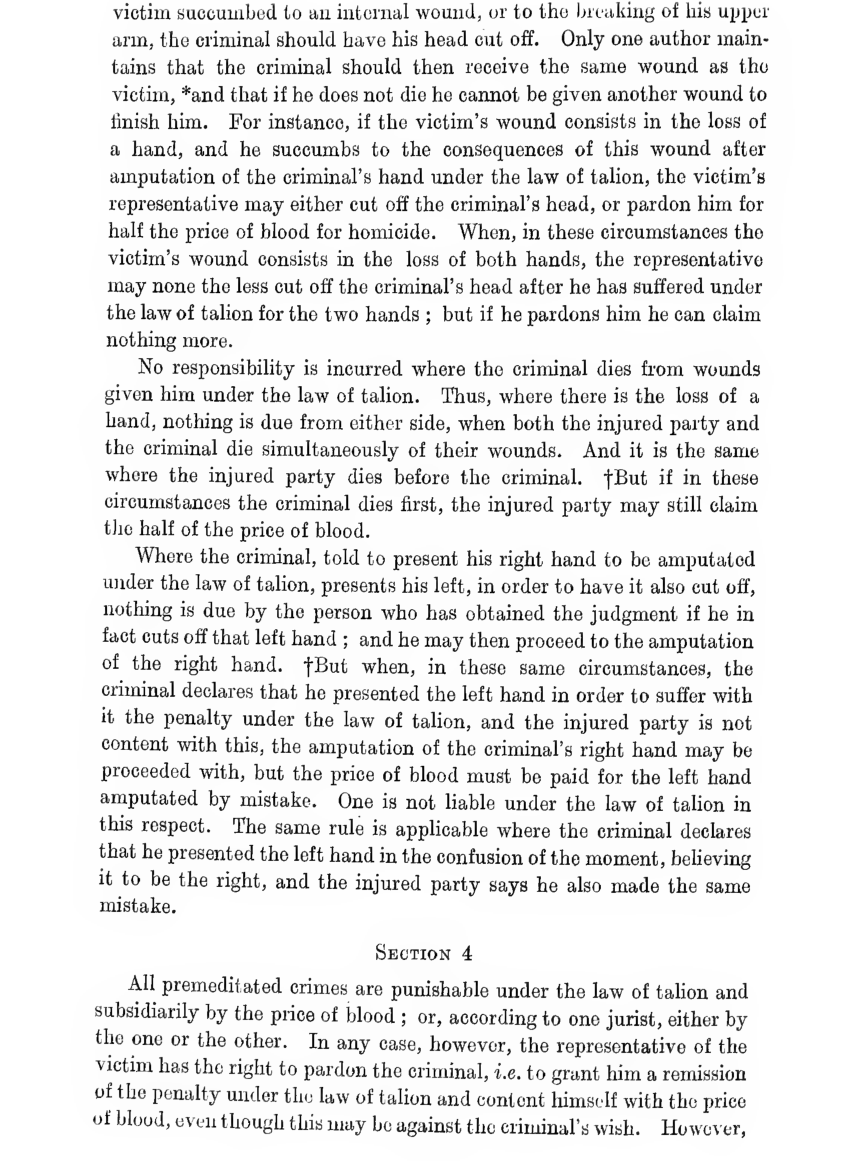 victim succumbed to an internal wound, or to the breaking of his upper
arm, the criminal should have his head cut off. Only one author main-
tains that the criminal should then receive the same wound as the
victim, *and that if he does not die he cannot be given another wound to
finish him. For instance, if the victim's wound consists in the loss of
a hand, and he succumbs to the consequences of this wound after
amputation of the criminal's hand under the law of talion, the victim's
representative may either cut off the criminal's head, or pardon him for
half the price of blood for homicide. When, in these circumstances the
victim's wound consists in the loss of both hands, the representative
may none the less cut off the criminal's head after he has suffered under
the law of talion for the two hands ; but if he pardons him he can claim
nothing more.
No responsibility is incurred where the criminal dies from wounds
given him under the law of talion. Thus, where there is the loss of a
hand, nothing is due from either side, when both the injured party and
the criminal die simultaneously of their wounds. And it is the same
where the injured party dies before the criminal. †But if in these
circumstances the criminal dies first, the injured party may still claim
the half of the price of blood.
Where the criminal, told to present his right hand to be amputated
under the law of talion, presents his left, in order to have it also cut off,
nothing is due by the person who has obtained the judgment if he in
fact cuts off that left hand ; and he may then proceed to the amputation
of the right hand. †But when, in these same circumstances, the
criminal declares that he presented the left hand in order to suffer with
it the penalty under the law of talion, and the injured party is not
content with this, the amputation of the criminal's right hand may be
proceeded with, but the price of blood must be paid for the left hand
amputated by mistake. One is not liable under the law of talion in
this respect. The same rule is applicable where the criminal declares
that he presented the left hand in the confusion of the moment, believing
it to be the right, and the injured party says he also made the same
mistake.
SECTION 4
All premeditated crimes are punishable under the law of talion and
subsidiarily by the price of blood ; or, according to one jurist, either by
the one or the other. In any case, however, the representative of the
victim has the right to pardon the criminal, i.e. to grant him a remission
of the penalty under the law of talion and content himself with the price
of blood, even though this may be against the criminal's wish. However,